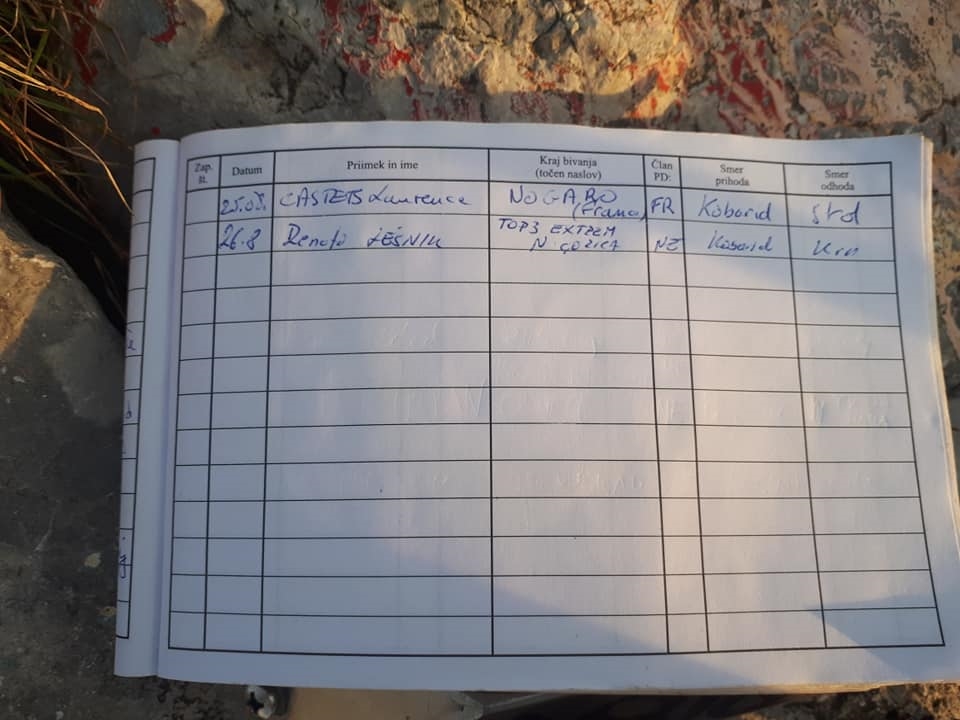 Zap. št. Datum Priimek in ime Kraj bivanja (točen naslov) Član PD: Smer prihoda Smer odhoda
25.08. CASTETS Laurence NOGARO (France) FR Kobarid
26.8 Renato LEŠNIK TOP3 EXTREM N GORICA NE Kobarid Krn